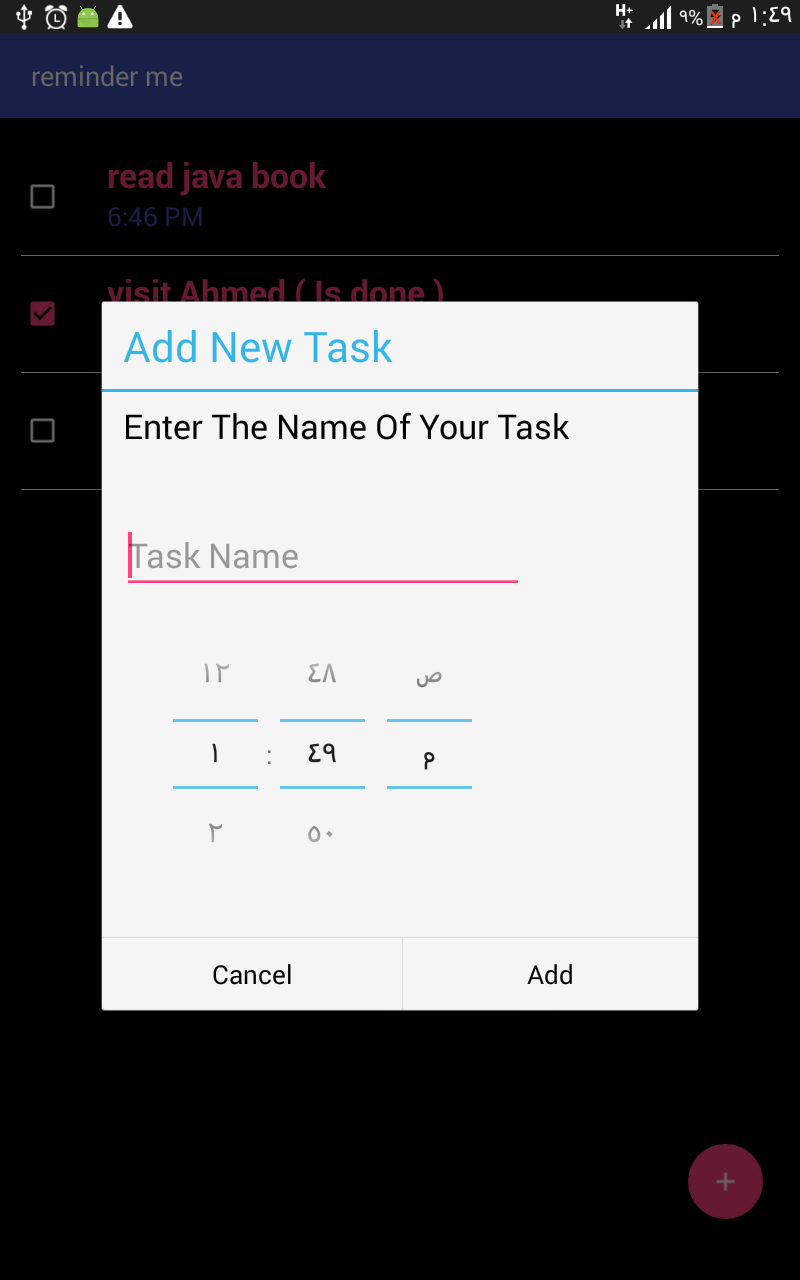 H+ ٩% م ١:٤٩
reminder me
read java book
6:46 PM
visit Ahmed ( Is done )
Add New Task
Enter The Name Of Your Task
Task Name
١٢ ٤٨ ص
١ : ٤٩ م
٢ ٥٠
Cancel Add
+